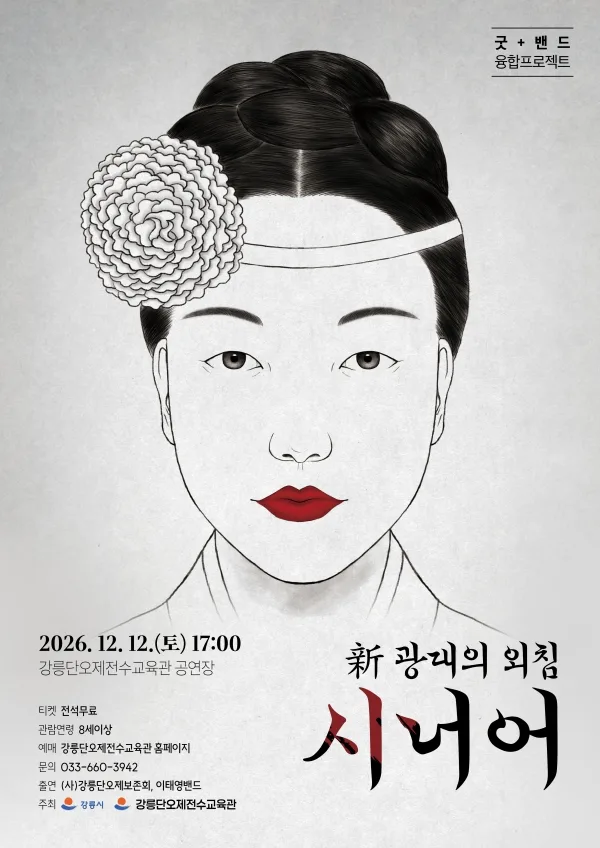 굿 + 밴 드
융합프로젝트
2026. 12. 12.(토) 17:00
강릉단오제전수교육관 공연장
新 광대의 외침
시너어
티켓 전석무료
관람연령 8세이상
예매 강릉단오제전수교육관 홈페이지
문의 033-660-3942
출연 (사)강릉단오제보존회, 이태영밴드
주최 강릉시 강릉단오제전수교육관